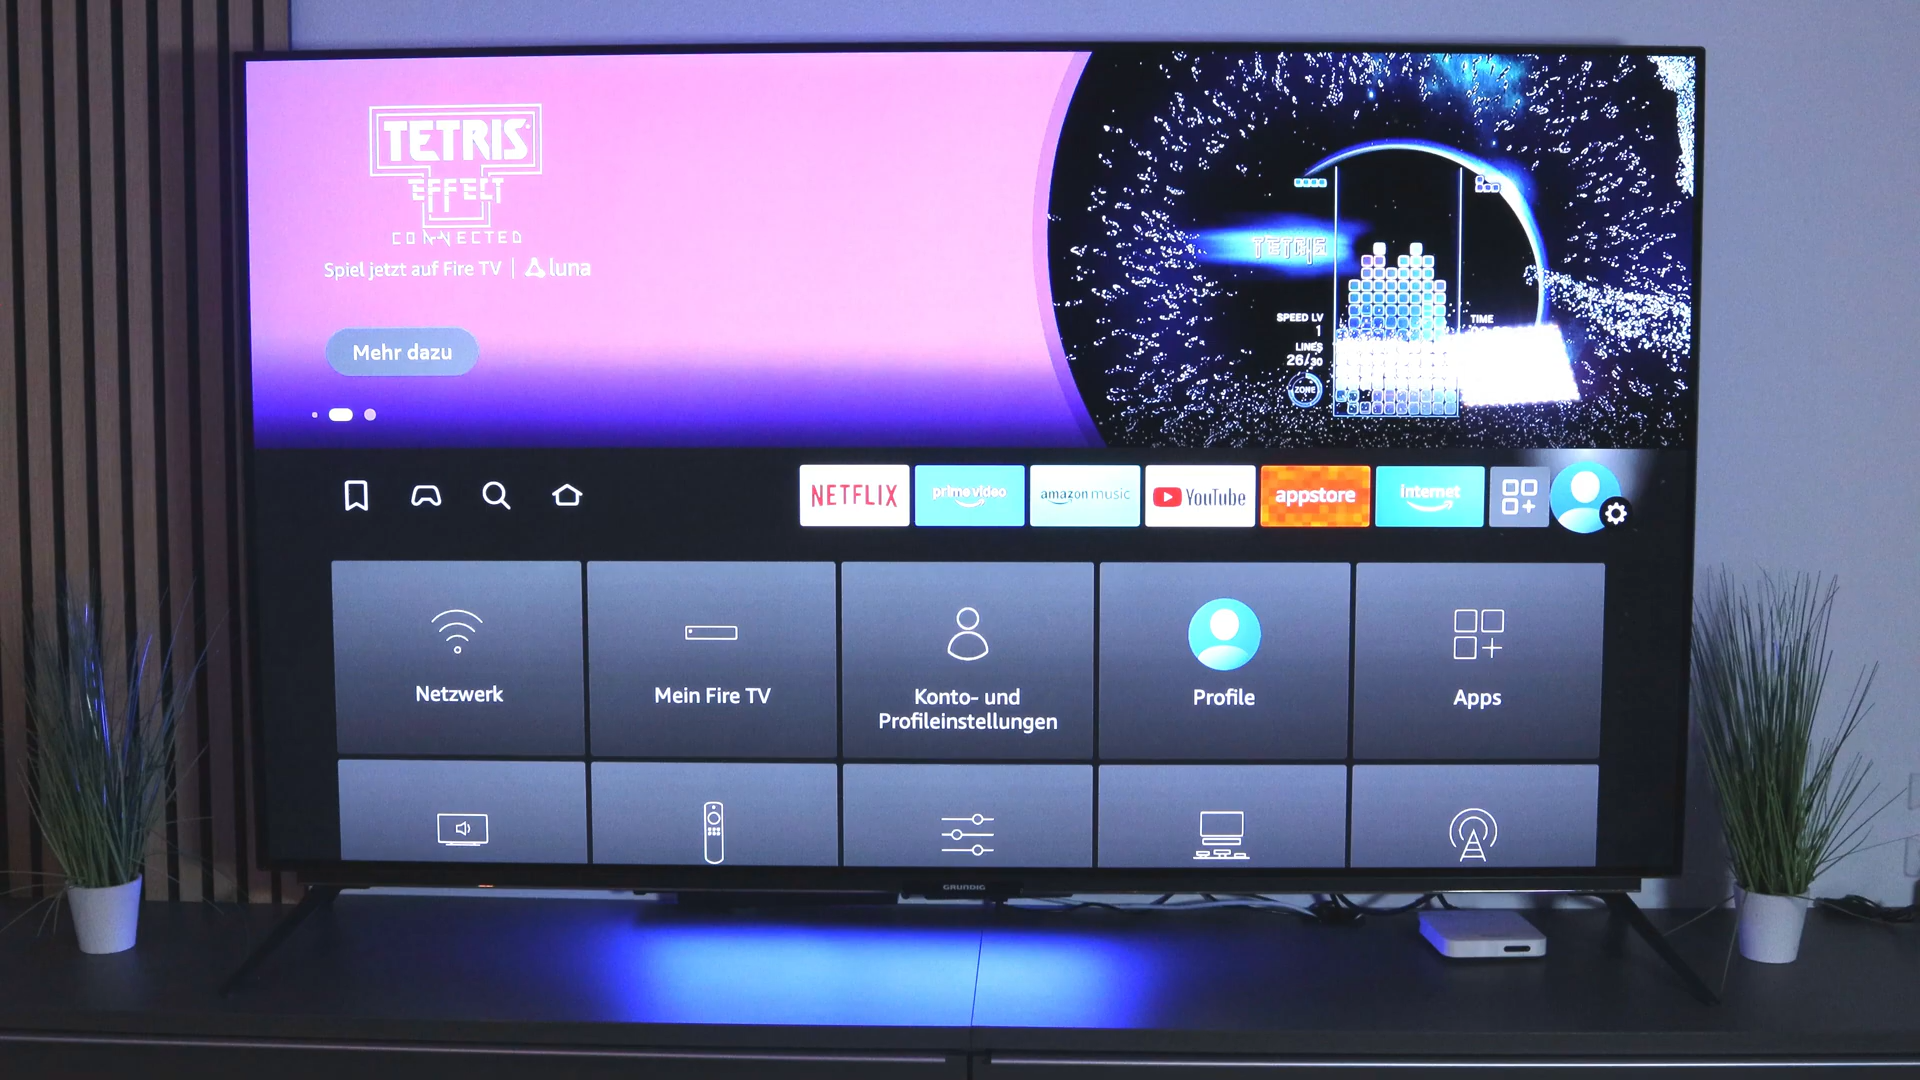 TETRIS
EFFECT
CONNECTED
Spiel jetzt auf Fire TV | luna
Mehr dazu
TETRIS
SPEED LV
1
LINES
26/30
ZONE
TIME
NETFLIX
prime video
amazon music
YouTube
appstore
internet
Netzwerk
Mein Fire TV
Konto- und
Profileinstellungen
Profile
Apps
GRUNDIG